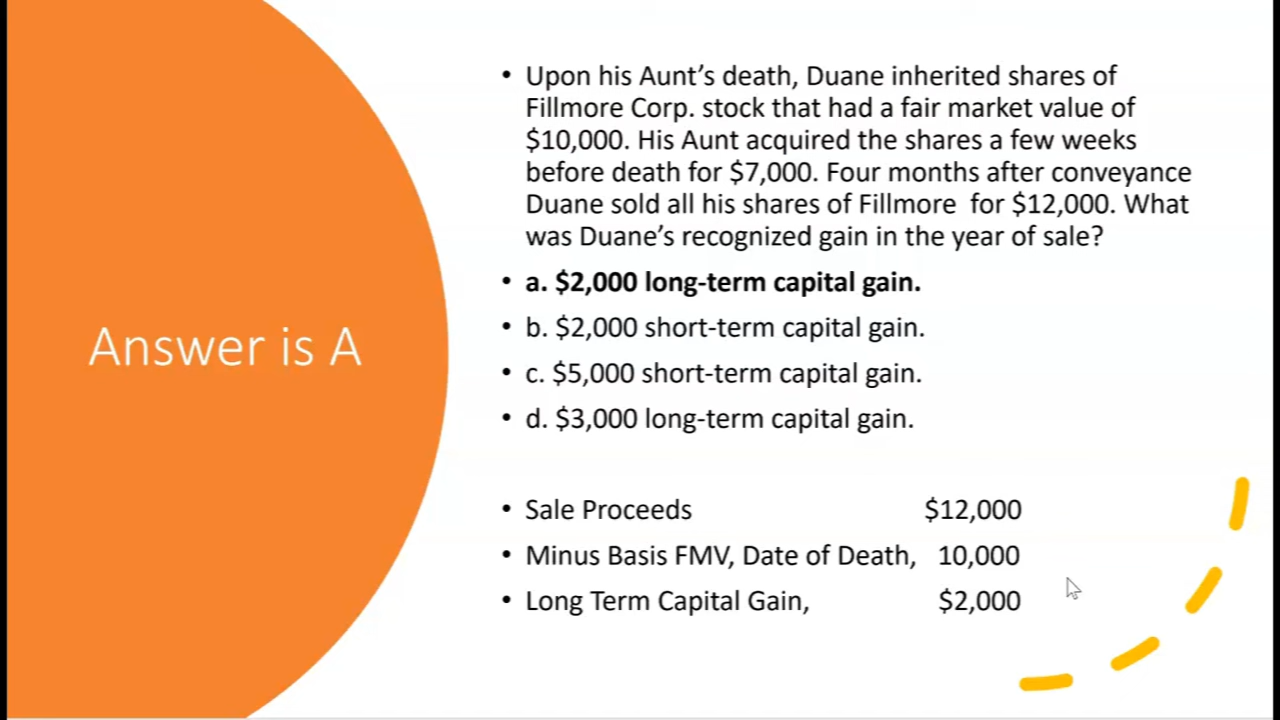 Answer is A
• Upon his Aunt’s death, Duane inherited shares of
Fillmore Corp. stock that had a fair market value of
$10,000. His Aunt acquired the shares a few weeks
before death for $7,000. Four months after conveyance
Duane sold all his shares of Fillmore  for $12,000. What
was Duane’s recognized gain in the year of sale?
• a. $2,000 long-term capital gain.
• b. $2,000 short-term capital gain.
• c. $5,000 short-term capital gain.
• d. $3,000 long-term capital gain.
• Sale Proceeds $12,000
• Minus Basis FMV, Date of Death, 10,000
• Long Term Capital Gain, $2,000